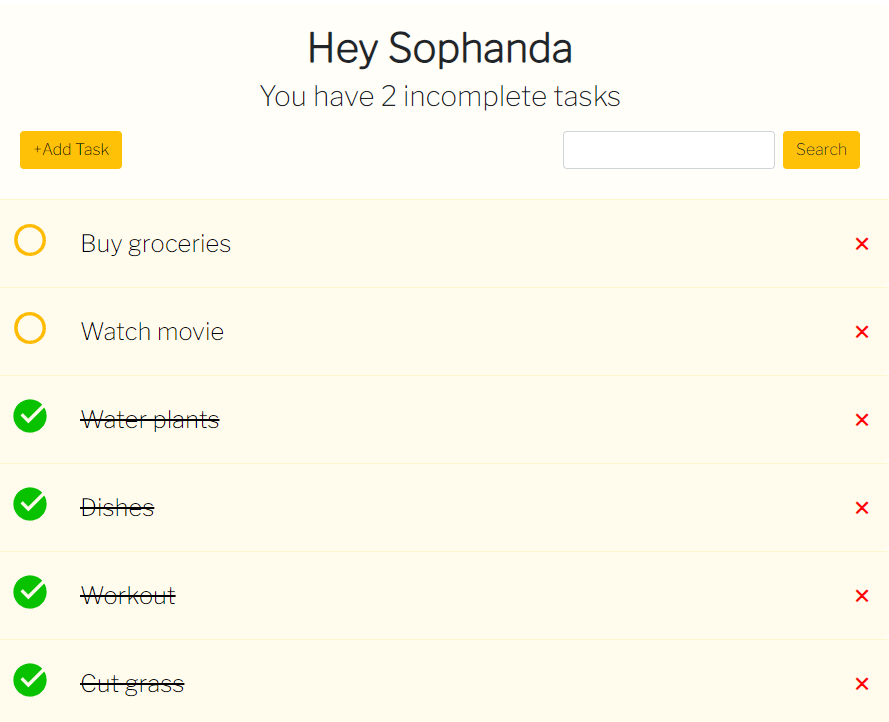 Hey Sophanda
You have 2 incomplete tasks
+Add Task
Search
Buy groceries
Watch movie
Water plants
Dishes
Workout
Cut grass